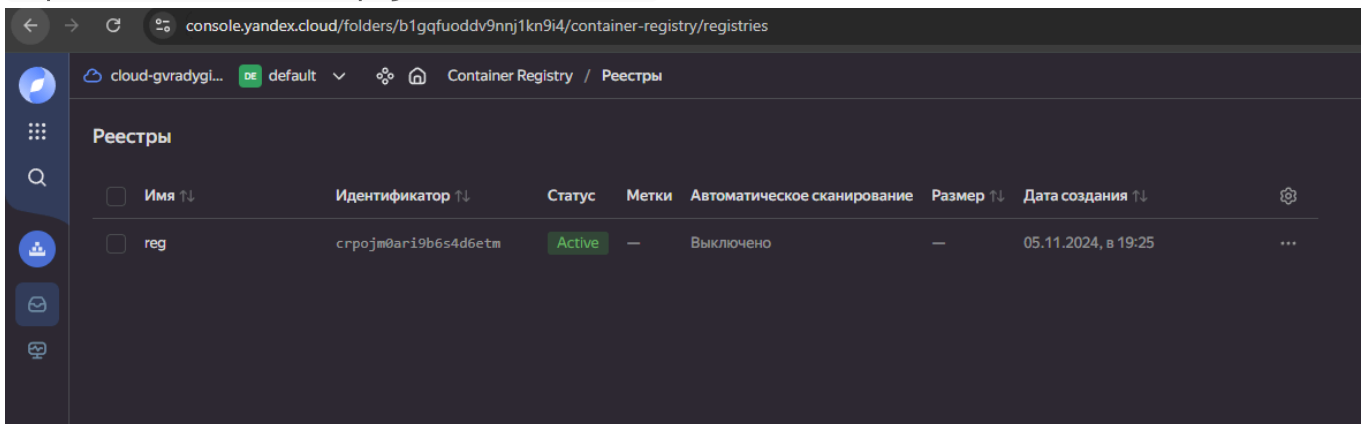 console.yandex.cloud/folders/b1gqfuoddv9nnj1kn9i4/container-registry/registries
cloud-gvradygi... DE default Container Registry / Реестры
Реестры
Имя Идентификатор Статус Метки Автоматическое сканирование Размер Дата создания
reg crpojm0ari9b6s4d6etm Active — Выключено — 05.11.2024, в 19:25